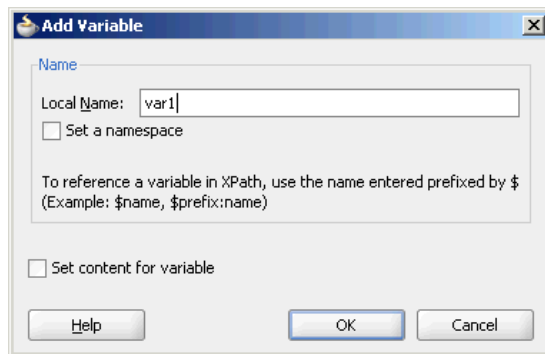 Add Variable
Name
Local Name: var1
Set a namespace
To reference a variable in XPath, use the name entered prefixed by $
(Example: $name, $prefix:name)
Set content for variable
Help OK Cancel